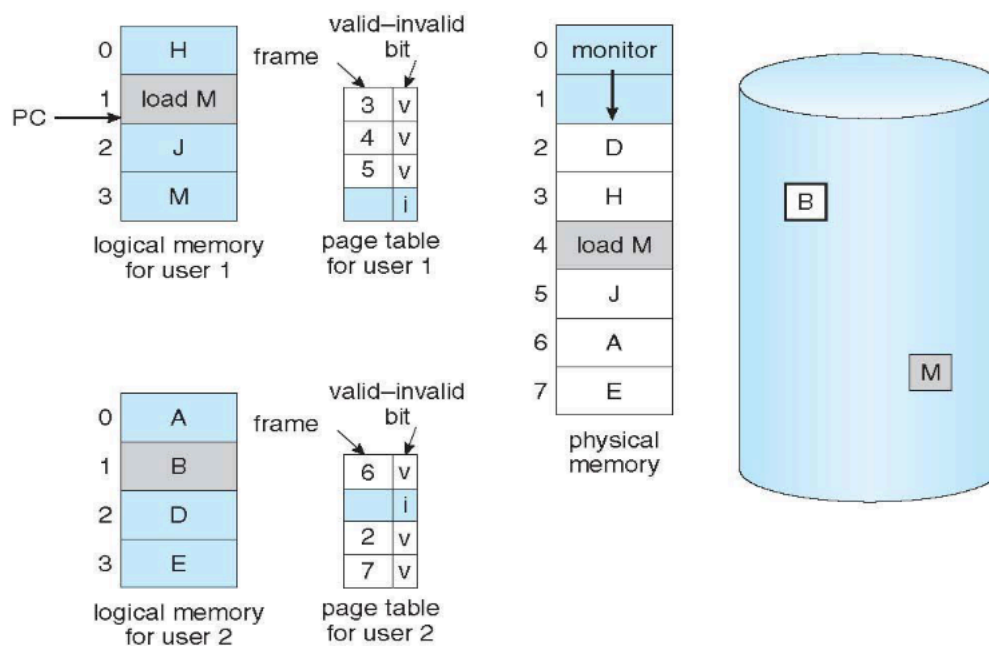 0 H
1 load M
PC
2 J
3 M
logical memory
for user 1
valid–invalid
bit
frame
3 v
4 v
5 v
i
page table
for user 1
0 monitor
1
2 D
3 H
4 load M
5 J
6 A
7 E
physical
memory
B
M
0 A
1 B
2 D
3 E
logical memory
for user 2
valid–invalid
bit
frame
6 v
i
2 v
7 v
page table
for user 2